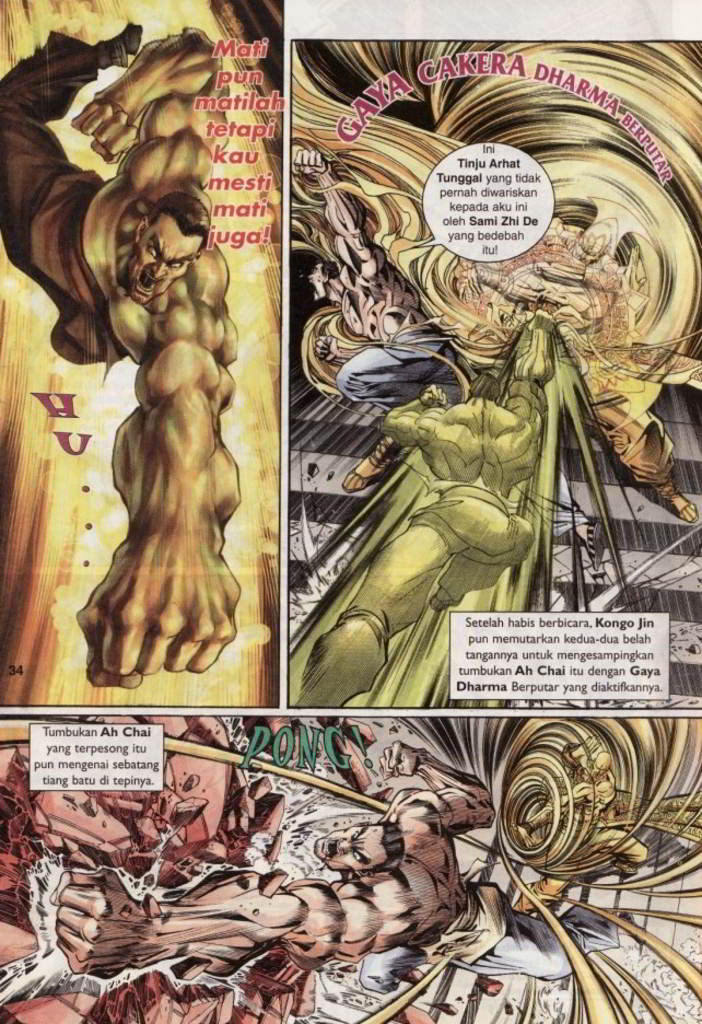 Mati
pun
matilah
tetapi
kau
mesti
mati
juga!
HU...
34
GAYA CAKERA DHARMA BERPUTAR
Ini
Tinju Arhat
Tunggal yang tidak
pernah diwariskan
kepada aku ini
oleh Sami Zhi De
yang bedebah
itu!
Setelah habis berbicara, Kongo Jin
pun memutarkan kedua-dua belah
tangannya untuk mengesampingkan
tumbukan Ah Chai itu dengan Gaya
Dharma Berputar yang diaktifkannya.
Tumbukan Ah Chai
yang terpesong itu
pun mengenai sebatang
tiang batu di tepinya.
PONG!